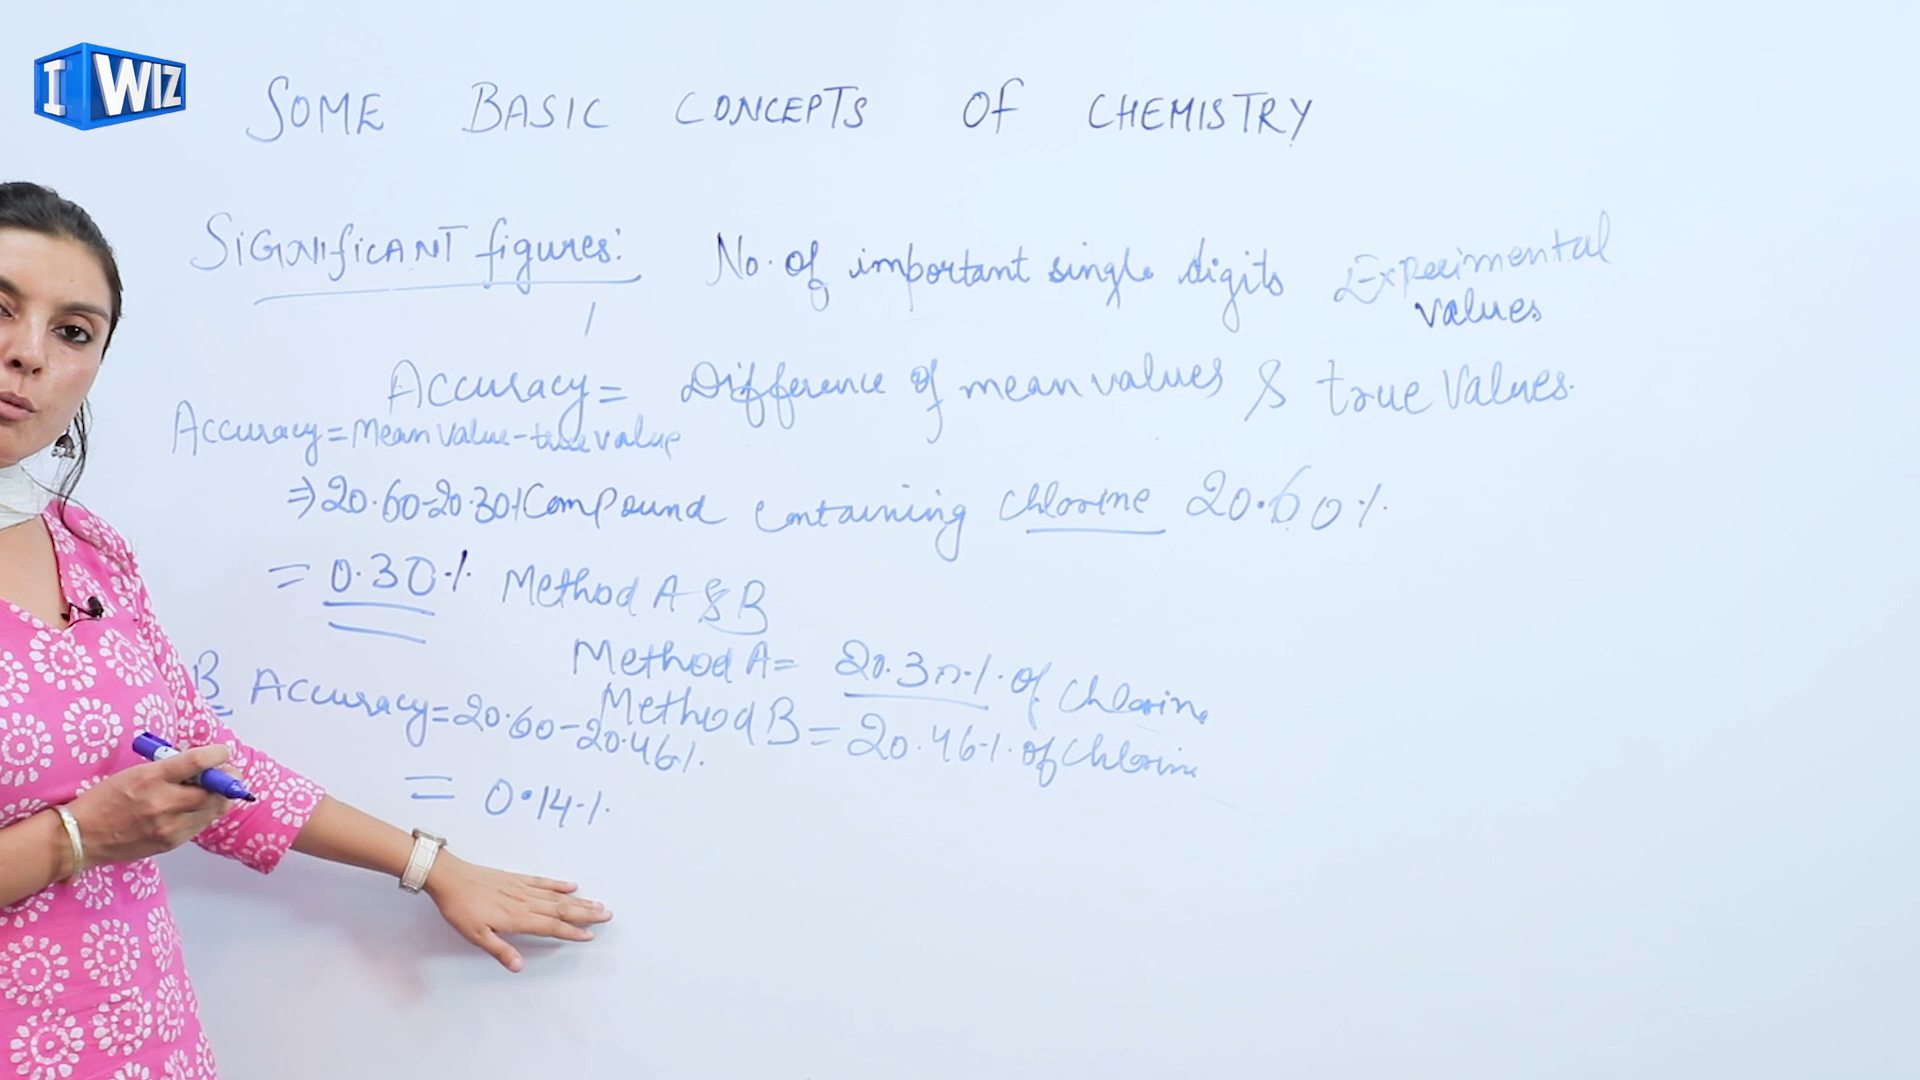 I WIZ
SOME BASIC CONCEPTS OF CHEMISTRY
SIGNIFICANT figures: No. of important single digits Experimental
values
Accuracy = Difference of mean values & true values.
Accuracy = Mean value - true value
⇒ 20.60-20.30% Compound containing chlorine 20.60%
= 0.30% Method A & B
Method A = 20.30% of Chlorine
B Accuracy = 20.60 - 20.46% Method B = 20.46% of Chlorine
= 0.14%